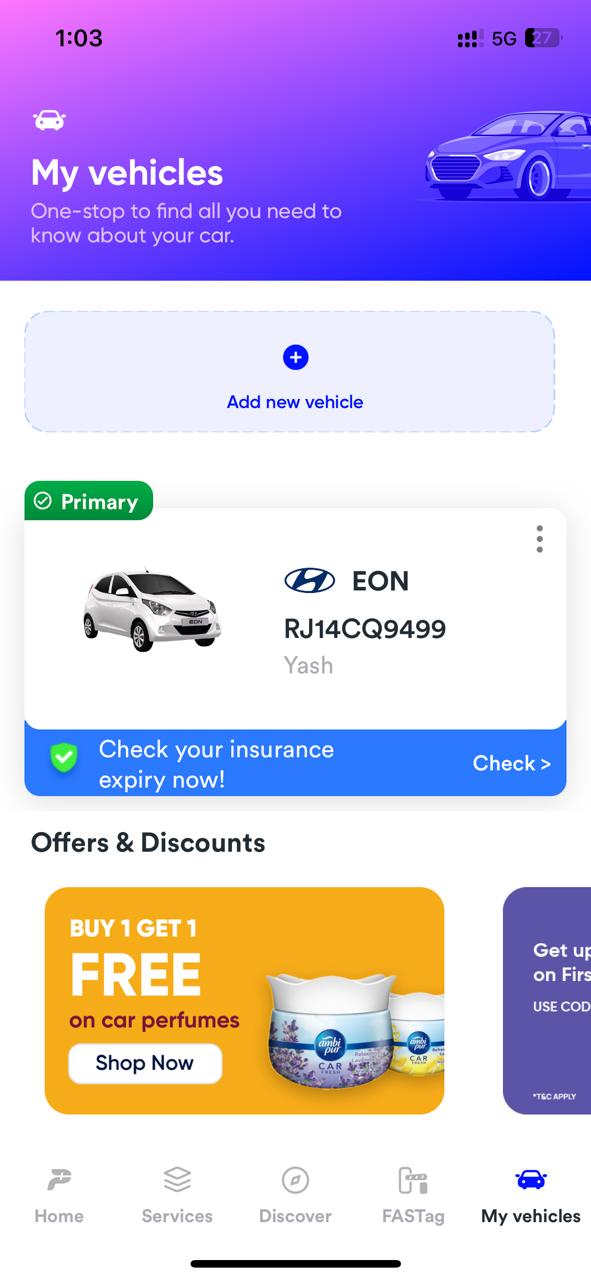 1:03
5G 27
My vehicles
One-stop to find all you need to
know about your car.
Add new vehicle
Primary
EON
RJ14CQ9499
Yash
Check your insurance
expiry now!
Check >
Offers & Discounts
BUY 1 GET 1
FREE
on car perfumes
Shop Now
ambi
pur
CAR
FRESH
ambi
pur
CAR
FRESH
Get up
on Firs
USE COD
*T&C APPLY
Home
Services
Discover
FASTag
My vehicles